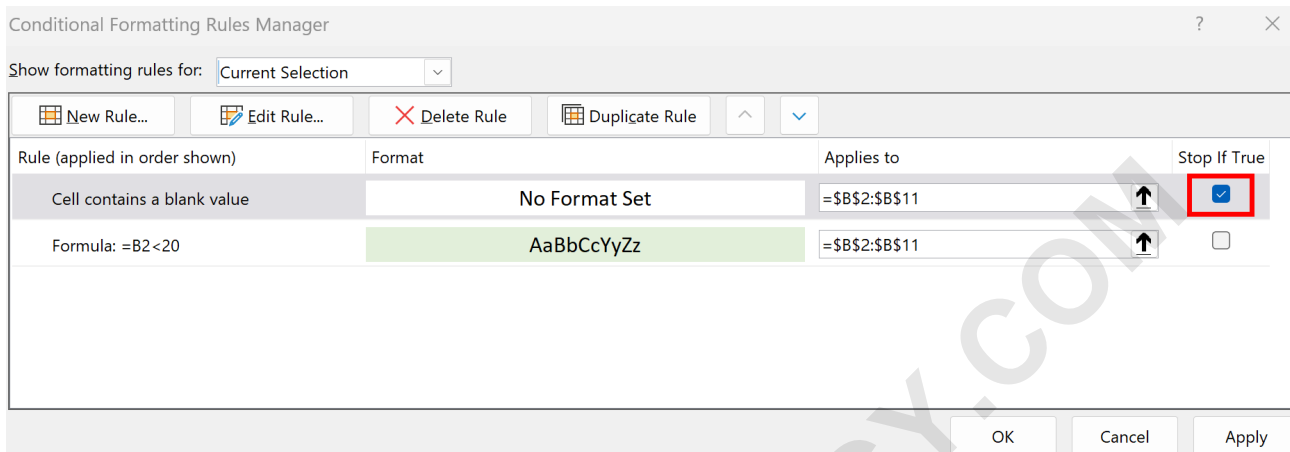 Conditional Formatting Rules Manager ?
Show formatting rules for: Current Selection
New Rule... Edit Rule... Delete Rule Duplicate Rule
Rule (applied in order shown) Format Applies to Stop If True
Cell contains a blank value No Format Set =$B$2:$B$11
Formula: =B2<20 AaBbCcYyZz =$B$2:$B$11
OK Cancel Apply
CY.COM